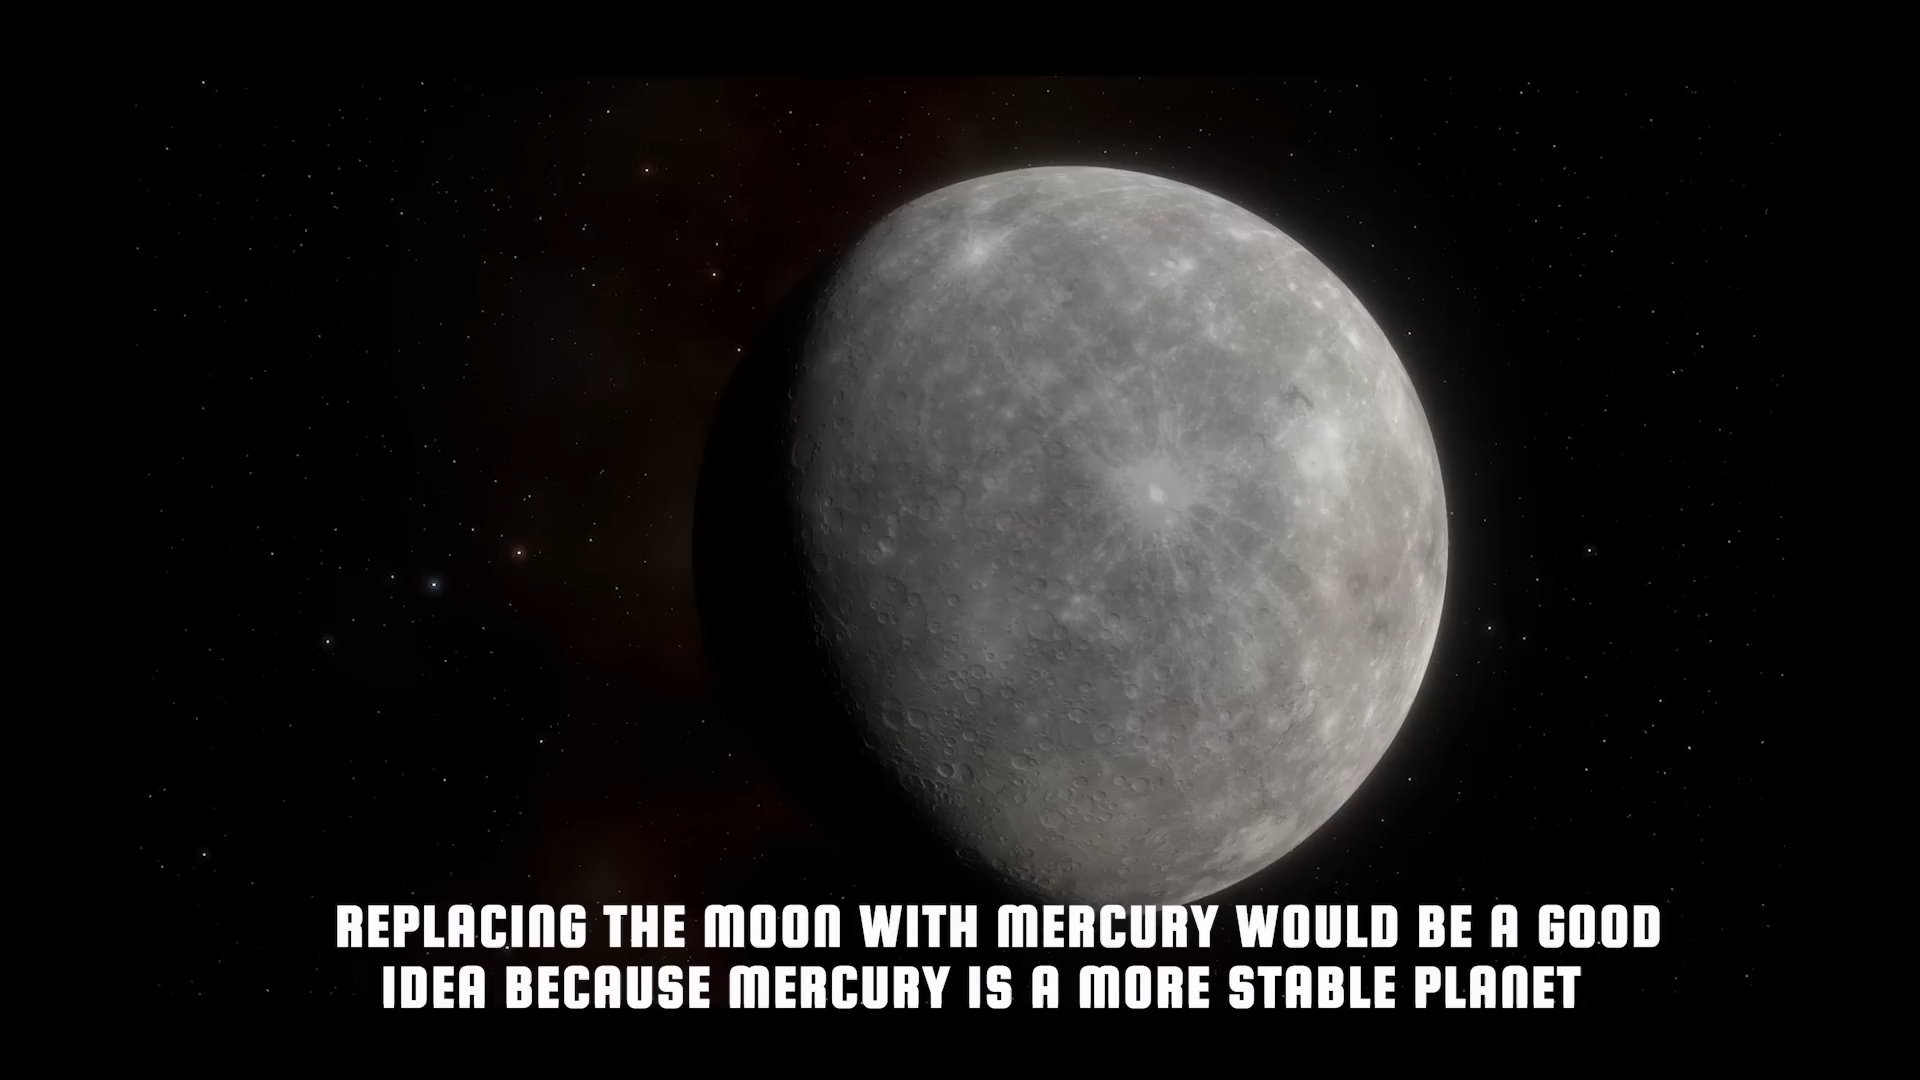 REPLACING THE MOON WITH MERCURY WOULD BE A GOOD
IDEA BECAUSE MERCURY IS A MORE STABLE PLANET